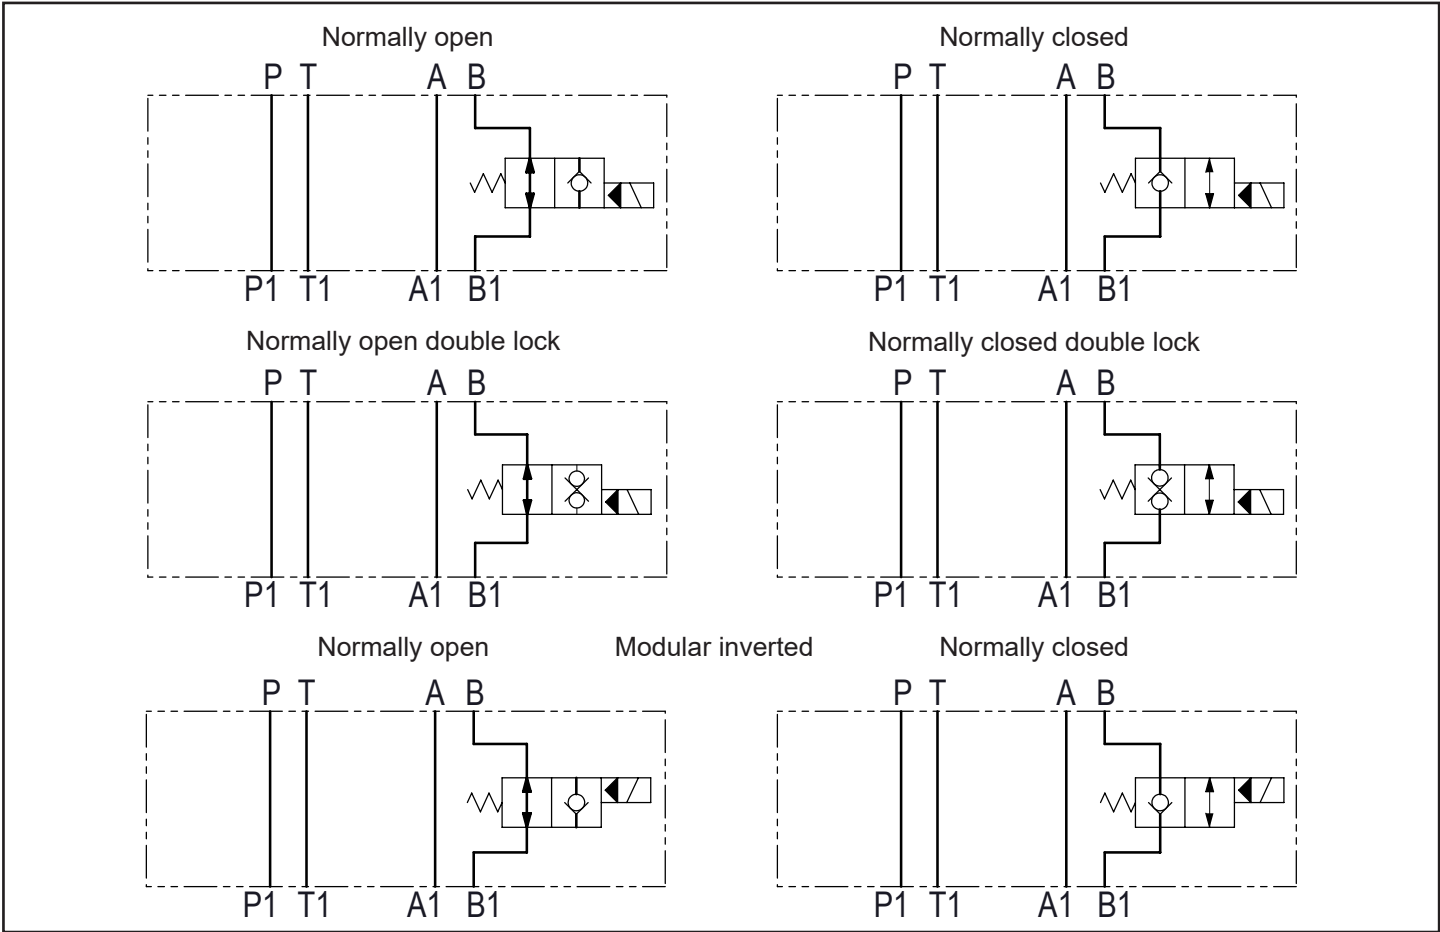 Normally open Normally closed
P T A B P T A B
P1 T1 A1 B1 P1 T1 A1 B1
Normally open double lock Normally closed double lock
P T A B P T A B
P1 T1 A1 B1 P1 T1 A1 B1
Normally open Modular inverted Normally closed
P T A B P T A B
P1 T1 A1 B1 P1 T1 A1 B1